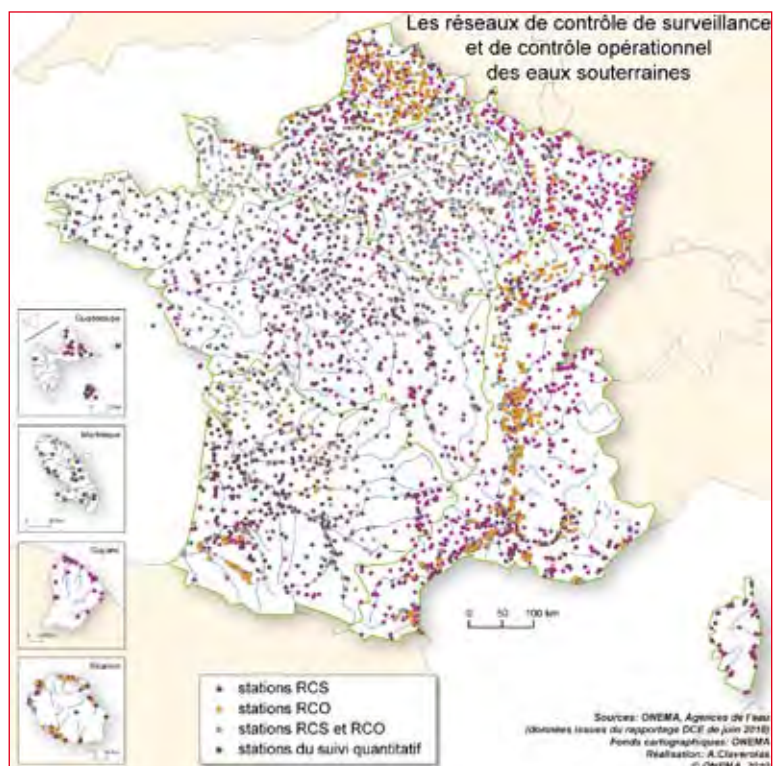 Les réseaux de contrôle de surveillance
et de contrôle opérationnel
des eaux souterraines
Guadeloupe
Martinique
Guyane
Réunion
0 50 100 km
stations RCS
stations RCO
stations RCS et RCO
stations du suivi quantitatif
Sources: ONEMA, Agences de l'eau
(données issues du rapportage DCE de juin 2010)
Fonds cartographiques: ONEMA
Réalisation: A.Claverolas
© ONEMA, 2010